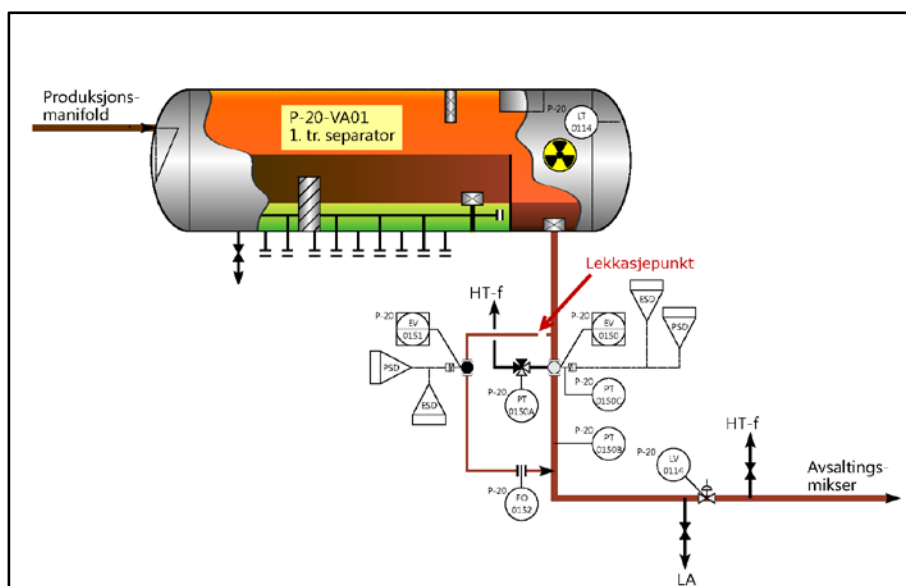 Produksjons-
manifold
P-20-VA01
1. tr. separator
P-20
LT
0114
Lekkasjepunkt
HT-f
P-20
EV
0151
P-20
EV
0150
ESD
PSD
PSD
ESD
P-20
PT
0150A
P-20
PT
0150C
P-20
PT
0150B
HT-f
P-20
LV
0114
Avsaltings-
mikser
P-20
FO
0152
LA